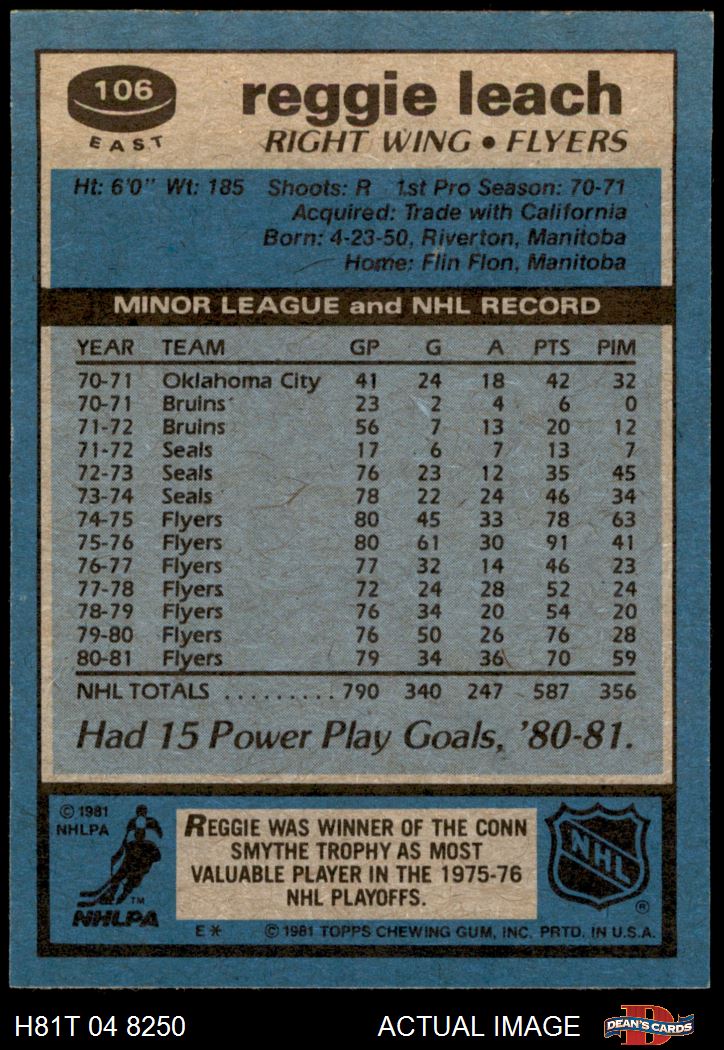 106
EAST
reggie leach
RIGHT WING • FLYERS
Ht: 6'0" Wt: 185 Shoots: R 1st Pro Season: 70-71
Acquired: Trade with California
Born: 4-23-50, Riverton, Manitoba
Home: Flin Flon, Manitoba
MINOR LEAGUE and NHL RECORD
YEAR TEAM GP G A PTS PIM
70-71 Oklahoma City 41 24 18 42 32
70-71 Bruins 23 2 4 6 0
71-72 Bruins 56 7 13 20 12
71-72 Seals 17 6 7 13 7
72-73 Seals 76 23 12 35 45
73-74 Seals 78 22 24 46 34
74-75 Flyers 80 45 33 78 63
75-76 Flyers 80 61 30 91 41
76-77 Flyers 77 32 14 46 23
77-78 Flyers 72 24 28 52 24
78-79 Flyers 76 34 20 54 20
79-80 Flyers 76 50 26 76 28
80-81 Flyers 79 34 36 70 59
NHL TOTALS .......... 790 340 247 587 356
Had 15 Power Play Goals, '80-81.
© 1981
NHLPA
TM
NHLPA
REGGIE WAS WINNER OF THE CONN
SMYTHE TROPHY AS MOST
VALUABLE PLAYER IN THE 1975-76
NHL PLAYOFFS.
NHL
®
E * © 1981 TOPPS CHEWING GUM, INC. PRTD. IN U.S.A.
H81T 04 8250 ACTUAL IMAGE
D
DEAN'S CARDS